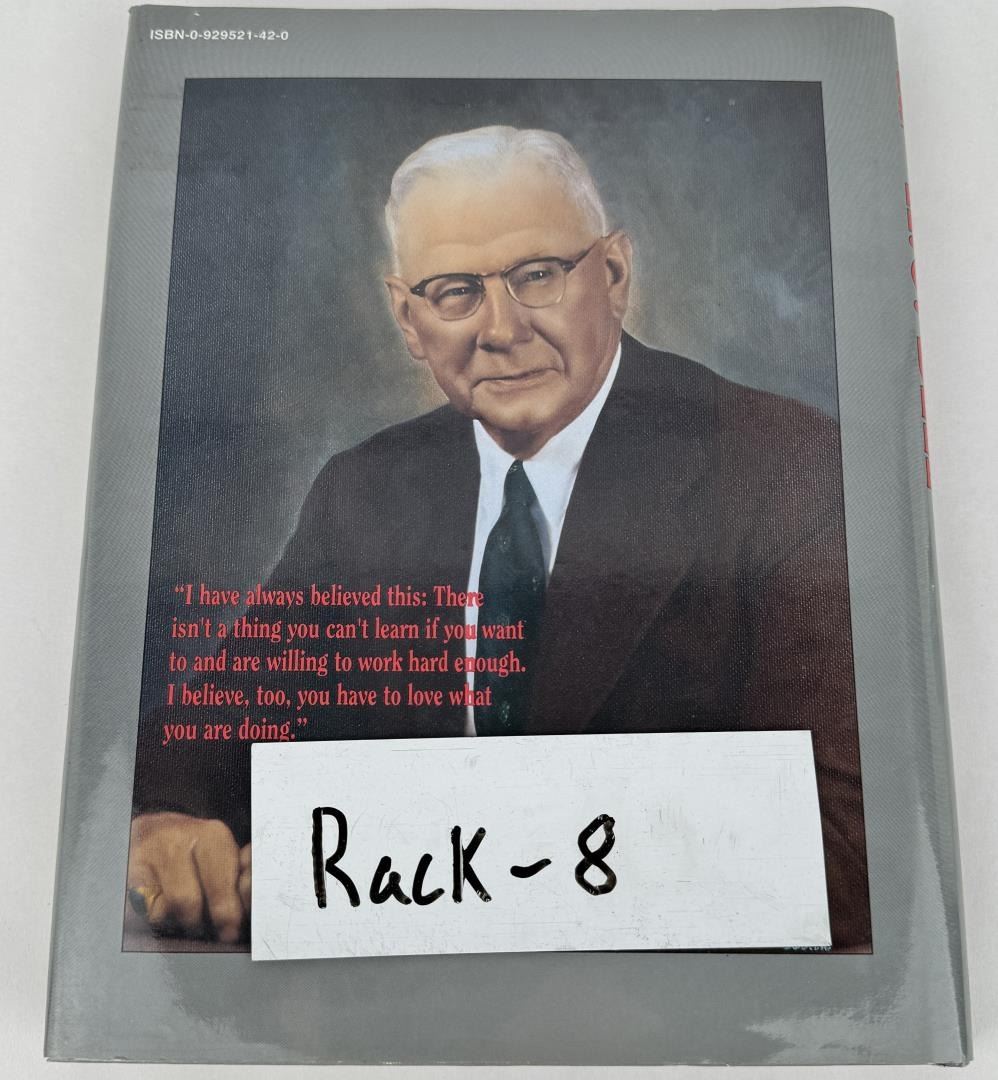 ISBN-0-929521-42-0
“I have always believed this: There
isn't a thing you can't learn if you want
to and are willing to work hard enough.
I believe, too, you have to love what
you are doing.”
Rack - 8